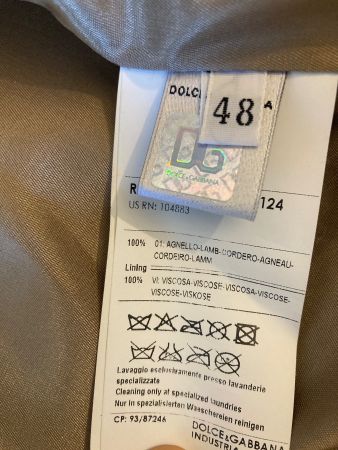 DOLC A
48
DG
DOLCE&GABBANA
R 124
US RN: 104883
100% 01: AGNELLO-LAMB-CORDERO-AGNEAU-
CORDEIRO-LAMM
Lining
100% VI: VISCOSA-VISCOSE-VISCOSA-VISCOSE-
VISCOSE-VISKOSE
Lavaggio esclusivamente presso lavanderie
specializzate
Cleaning only al specialized laundries
Nur in spezialisierten Waeschereien reinigen
CP: 93/87246
DOLCE&GABBANA
INDUSTRIA